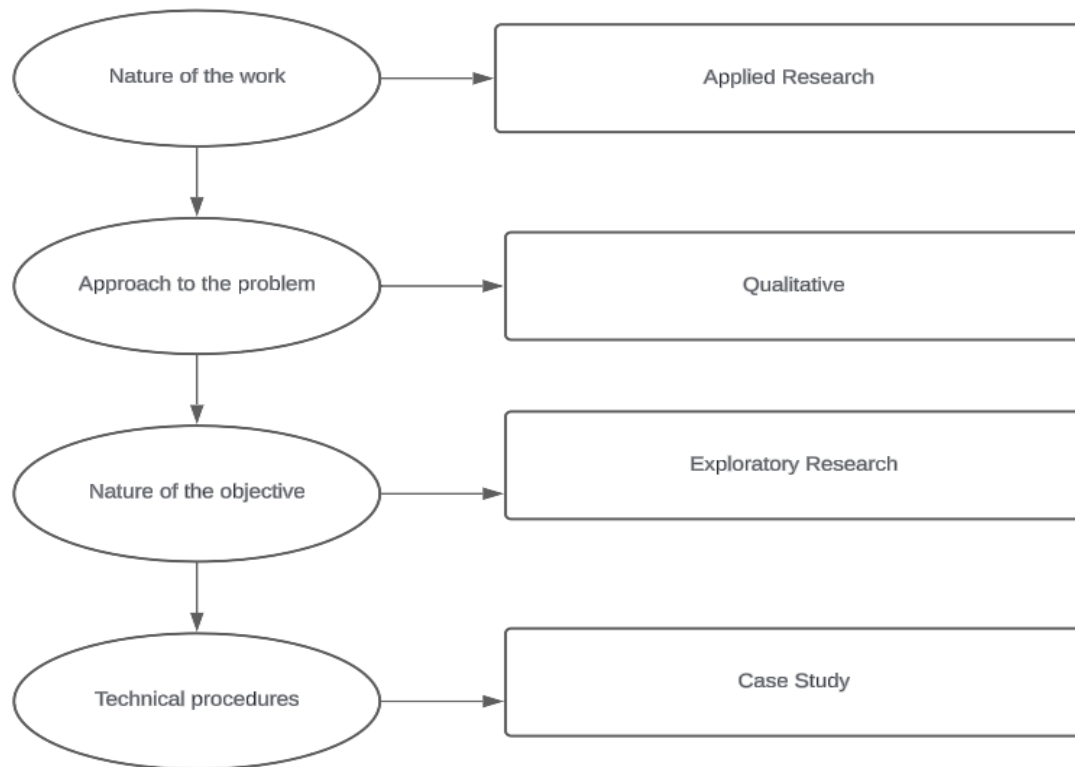 Nature of the work
Applied Research
Approach to the problem
Qualitative
Nature of the objective
Exploratory Research
Technical procedures
Case Study